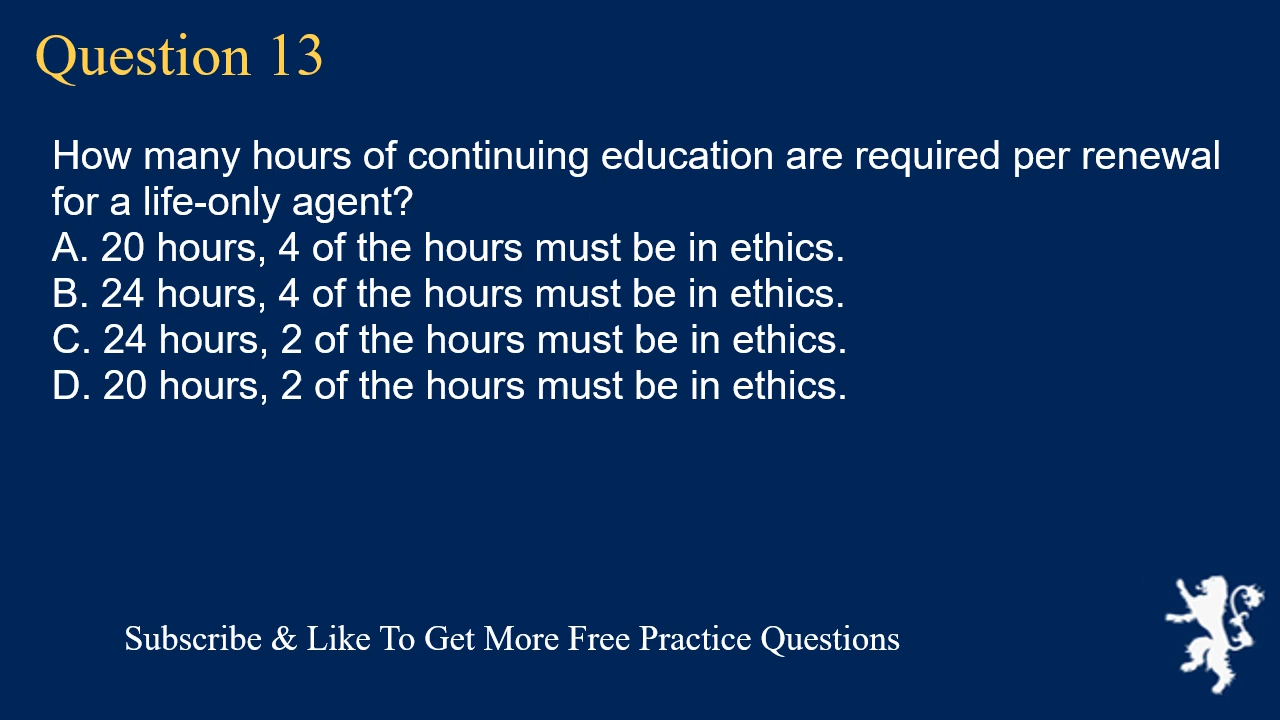 Question 13
How many hours of continuing education are required per renewal
for a life-only agent?
A. 20 hours, 4 of the hours must be in ethics.
B. 24 hours, 4 of the hours must be in ethics.
C. 24 hours, 2 of the hours must be in ethics.
D. 20 hours, 2 of the hours must be in ethics.
Subscribe & Like To Get More Free Practice Questions